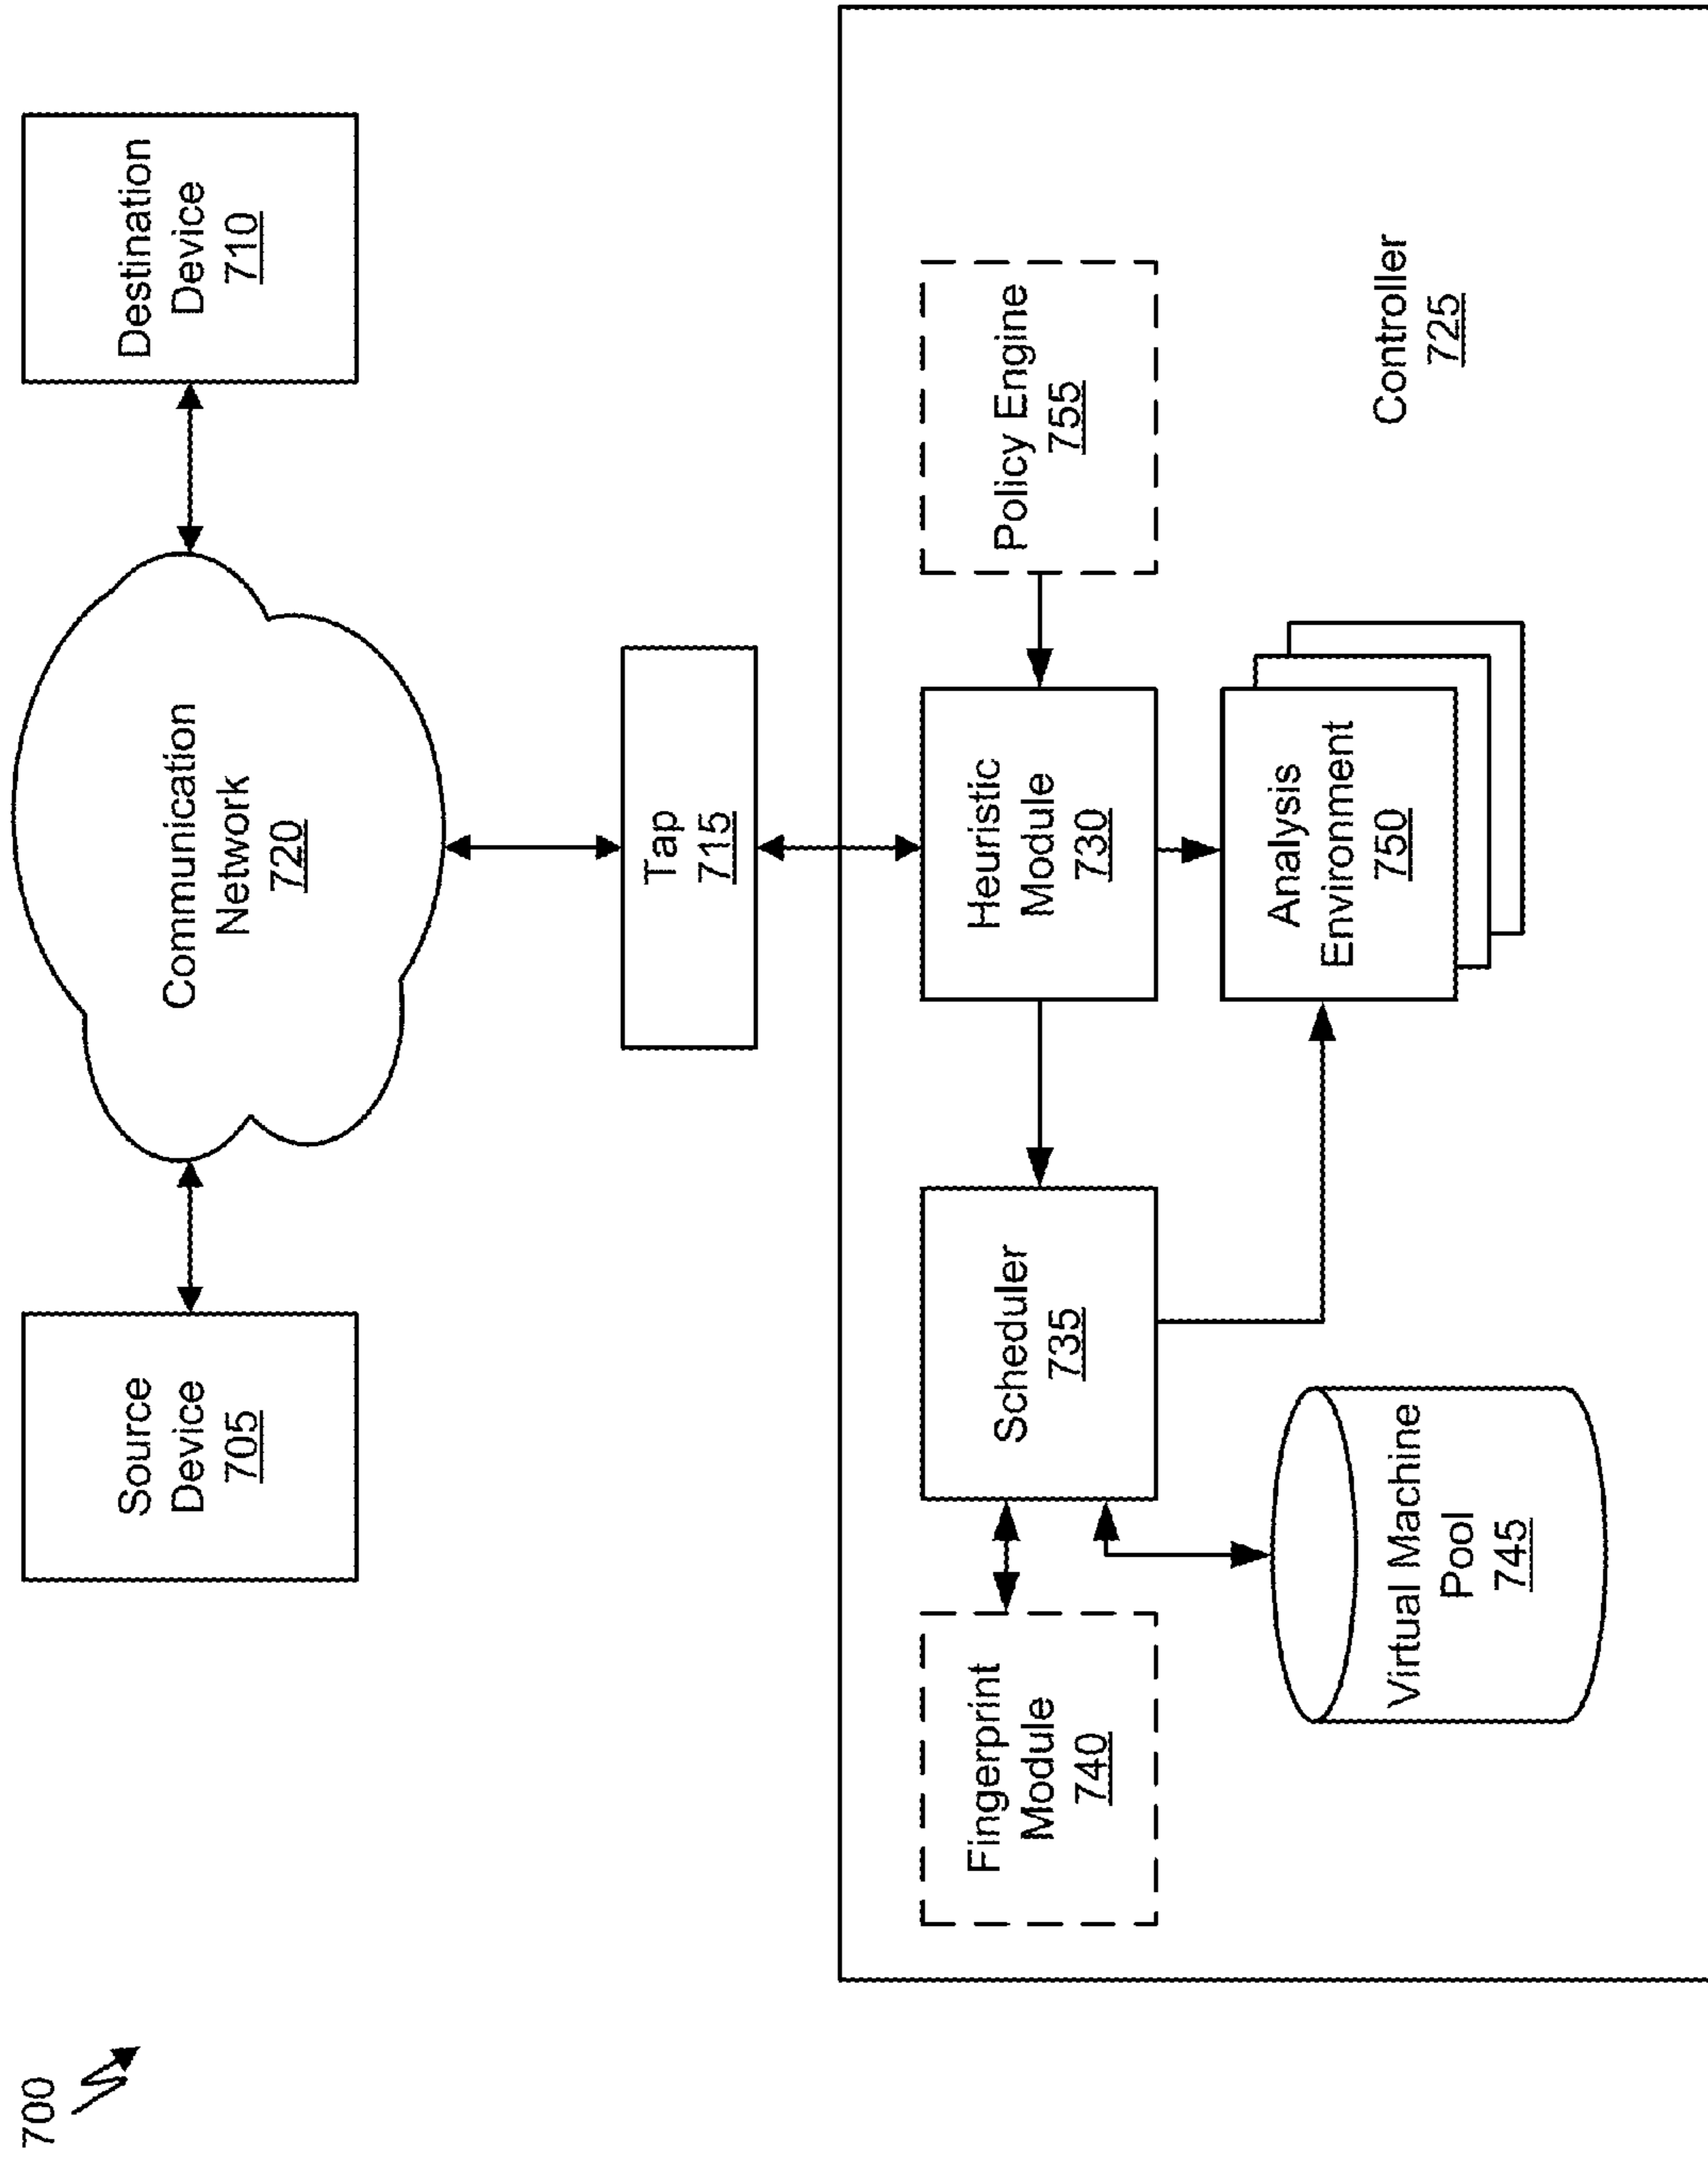 700
Source
Device
705
Communication
Network
720
Destination
Device
710
Tap
715
Fingerprint
Module
740
Scheduler
735
Heuristic
Module
730
Policy Engine
755
Virtual Machine
Pool
745
Analysis
Environment
750
Controller
725